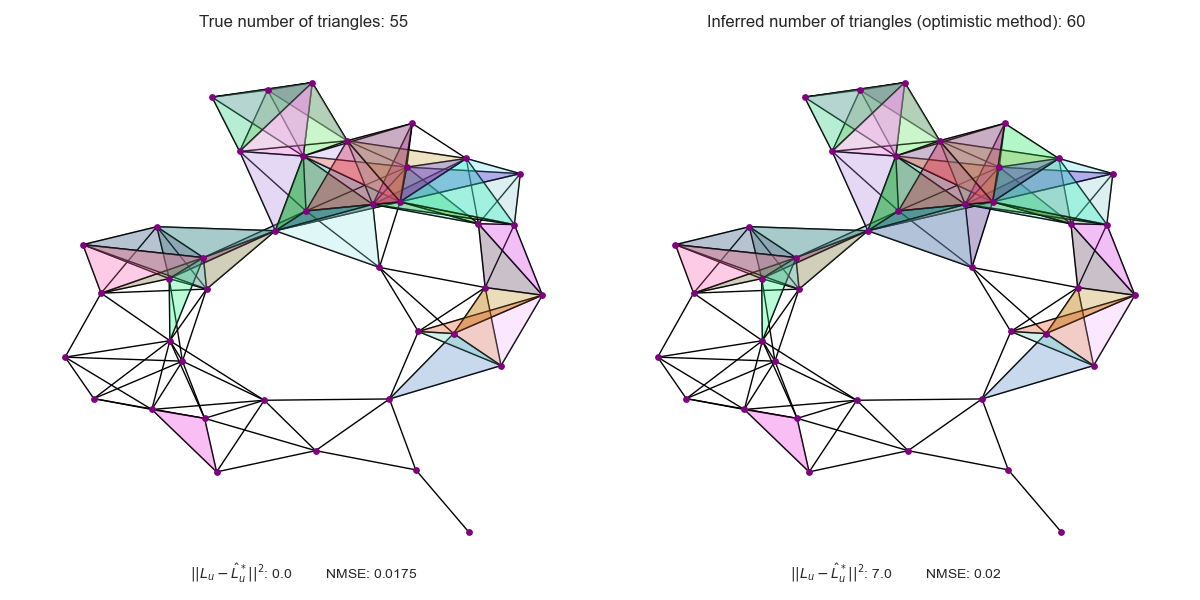 True number of triangles: 55
Inferred number of triangles (optimistic method): 60
$||L_u - \hat{L}_u^*||^2$: 0.0 NMSE: 0.0175
$||L_u - \hat{L}_u^*||^2$: 7.0 NMSE: 0.02